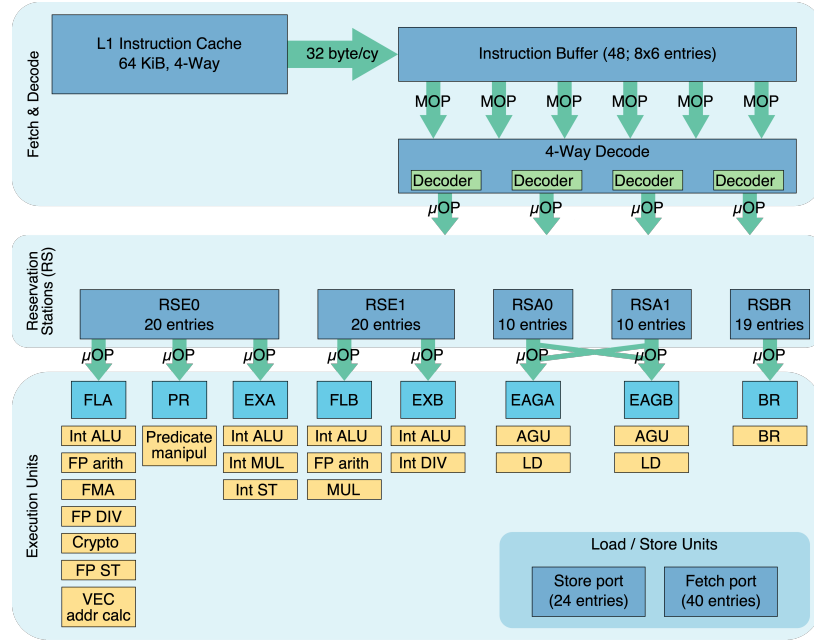 Fetch & Decode
L1 Instruction Cache
64 KiB, 4-Way
32 byte/cy
Instruction Buffer (48; 8x6 entries)
MOP MOP MOP MOP MOP MOP
4-Way Decode
Decoder Decoder Decoder Decoder
µOP µOP µOP µOP
Reservation
Stations (RS)
RSE0
20 entries
RSE1
20 entries
RSA0
10 entries
RSA1
10 entries
RSBR
19 entries
µOP µOP µOP µOP µOP µOP µOP µOP
Execution Units
FLA
Int ALU
FP arith
FMA
FP DIV
Crypto
FP ST
VEC
addr calc
PR
Predicate
manipul
EXA
Int ALU
Int MUL
Int ST
FLB
Int ALU
FP arith
MUL
EXB
Int ALU
Int DIV
EAGA
AGU
LD
EAGB
AGU
LD
BR
BR
Load / Store Units
Store port
(24 entries)
Fetch port
(40 entries)